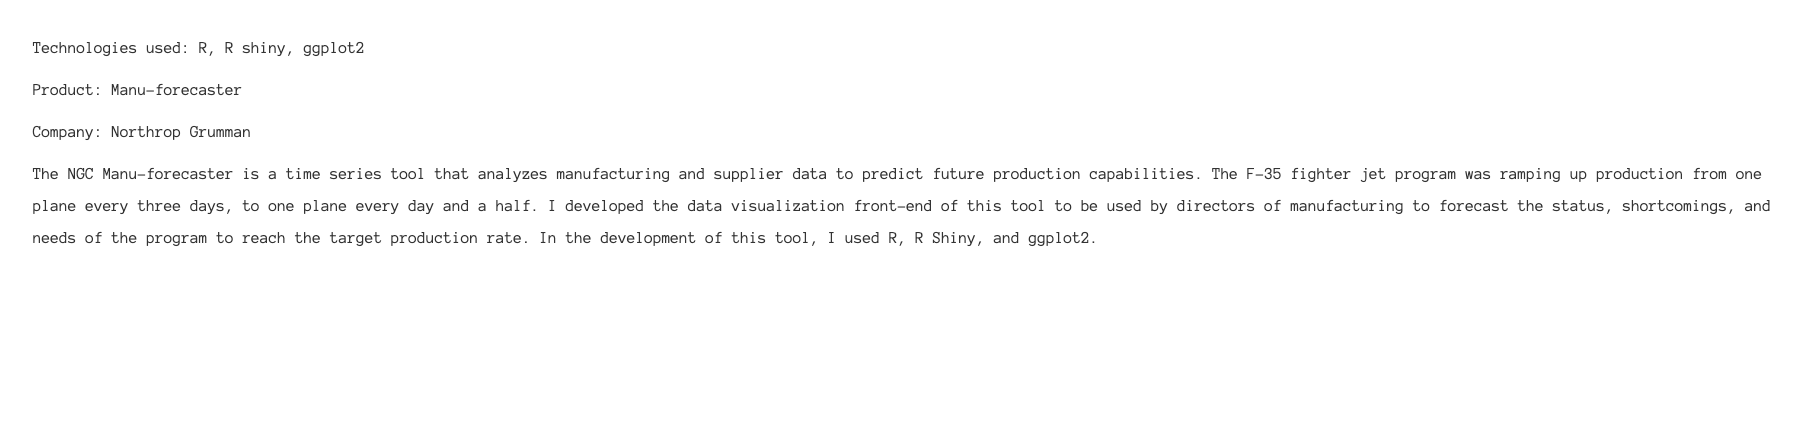 Technologies used: R, R shiny, ggplot2
Product: Manu-forecaster
Company: Northrop Grumman
The NGC Manu-forecaster is a time series tool that analyzes manufacturing and supplier data to predict future production capabilities. The F-35 fighter jet program was ramping up production from one
plane every three days, to one plane every day and a half. I developed the data visualization front-end of this tool to be used by directors of manufacturing to forecast the status, shortcomings, and
needs of the program to reach the target production rate. In the development of this tool, I used R, R Shiny, and ggplot2.